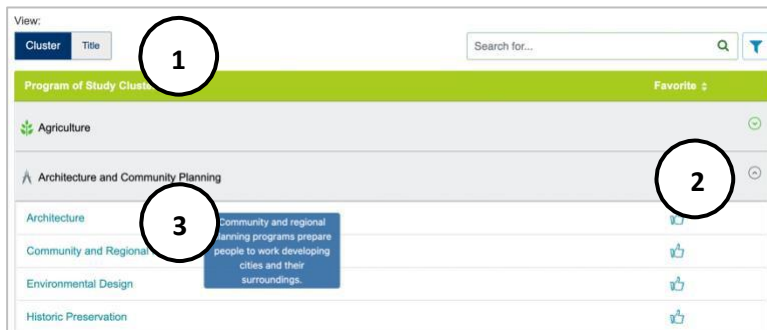 View:
Cluster Title
1
Search for...
Program of Study Cluste
Favorite
Agriculture
Architecture and Community Planning
2
Architecture
3
Community and regional
planning programs prepare
people to work developing
cities and their
surroundings.
Community and Regional
Environmental Design
Historic Preservation